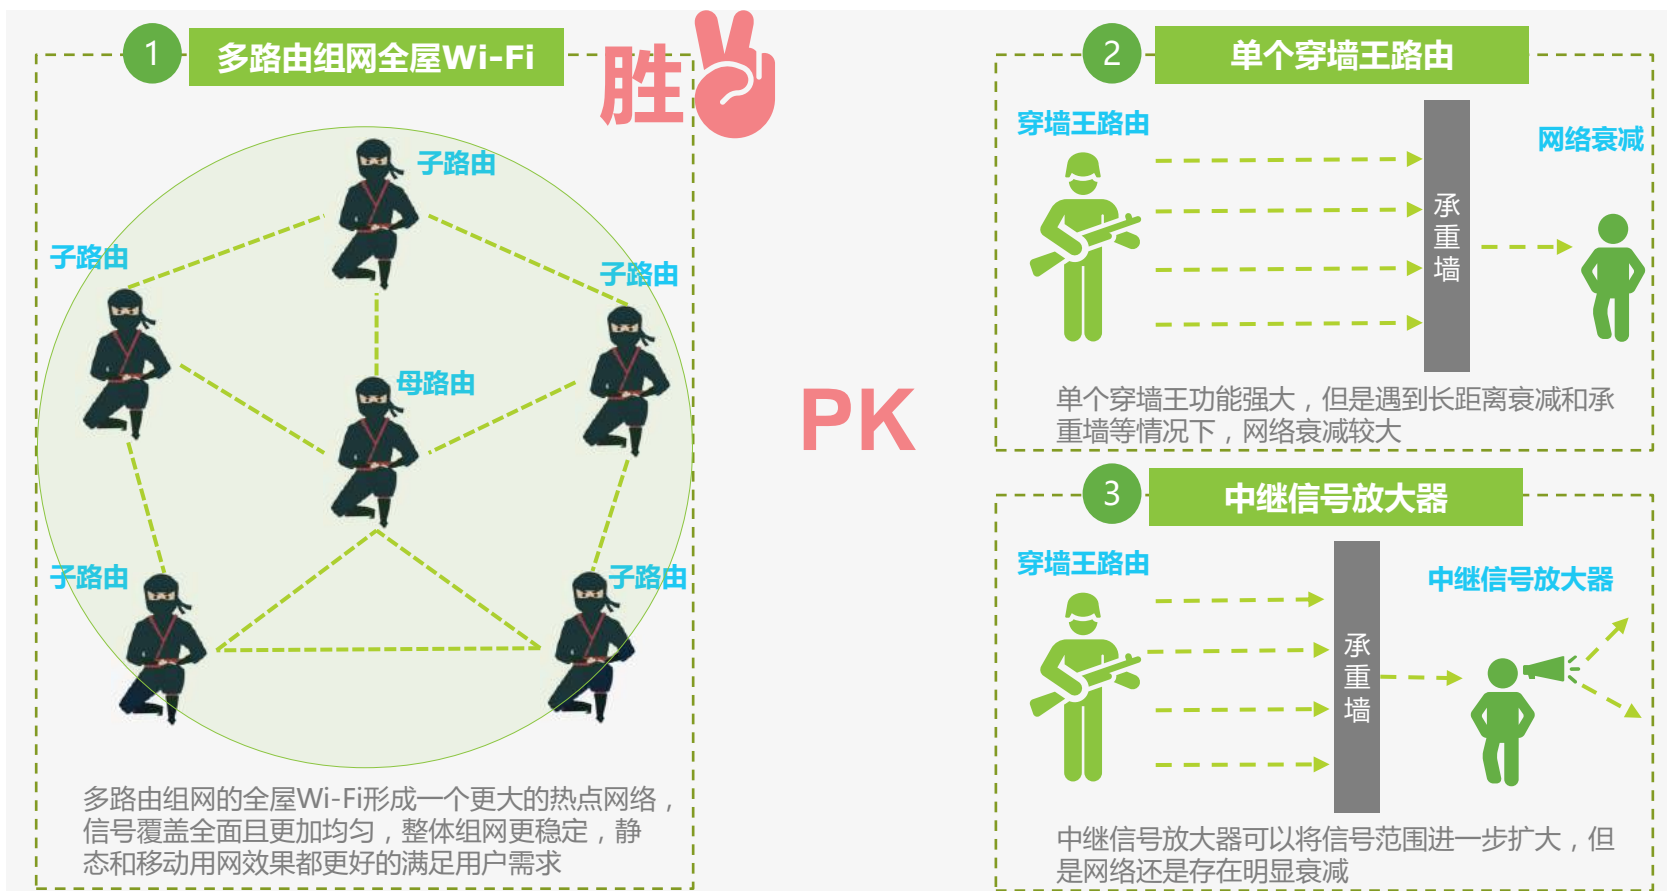 1
多路由组网全屋Wi-Fi
胜
子路由
子路由
子路由
母路由
子路由
子路由
多路由组网的全屋Wi-Fi形成一个更大的热点网络，
信号覆盖全面且更加均匀，整体组网更稳定，静
态和移动用网效果都更好的满足用户需求
PK
2
单个穿墙王路由
穿墙王路由
承重墙
网络衰减
单个穿墙王功能强大，但是遇到长距离衰减和承
重墙等情况下，网络衰减较大
3
中继信号放大器
穿墙王路由
承重墙
中继信号放大器
中继信号放大器可以将信号范围进一步扩大，但
是网络还是存在明显衰减